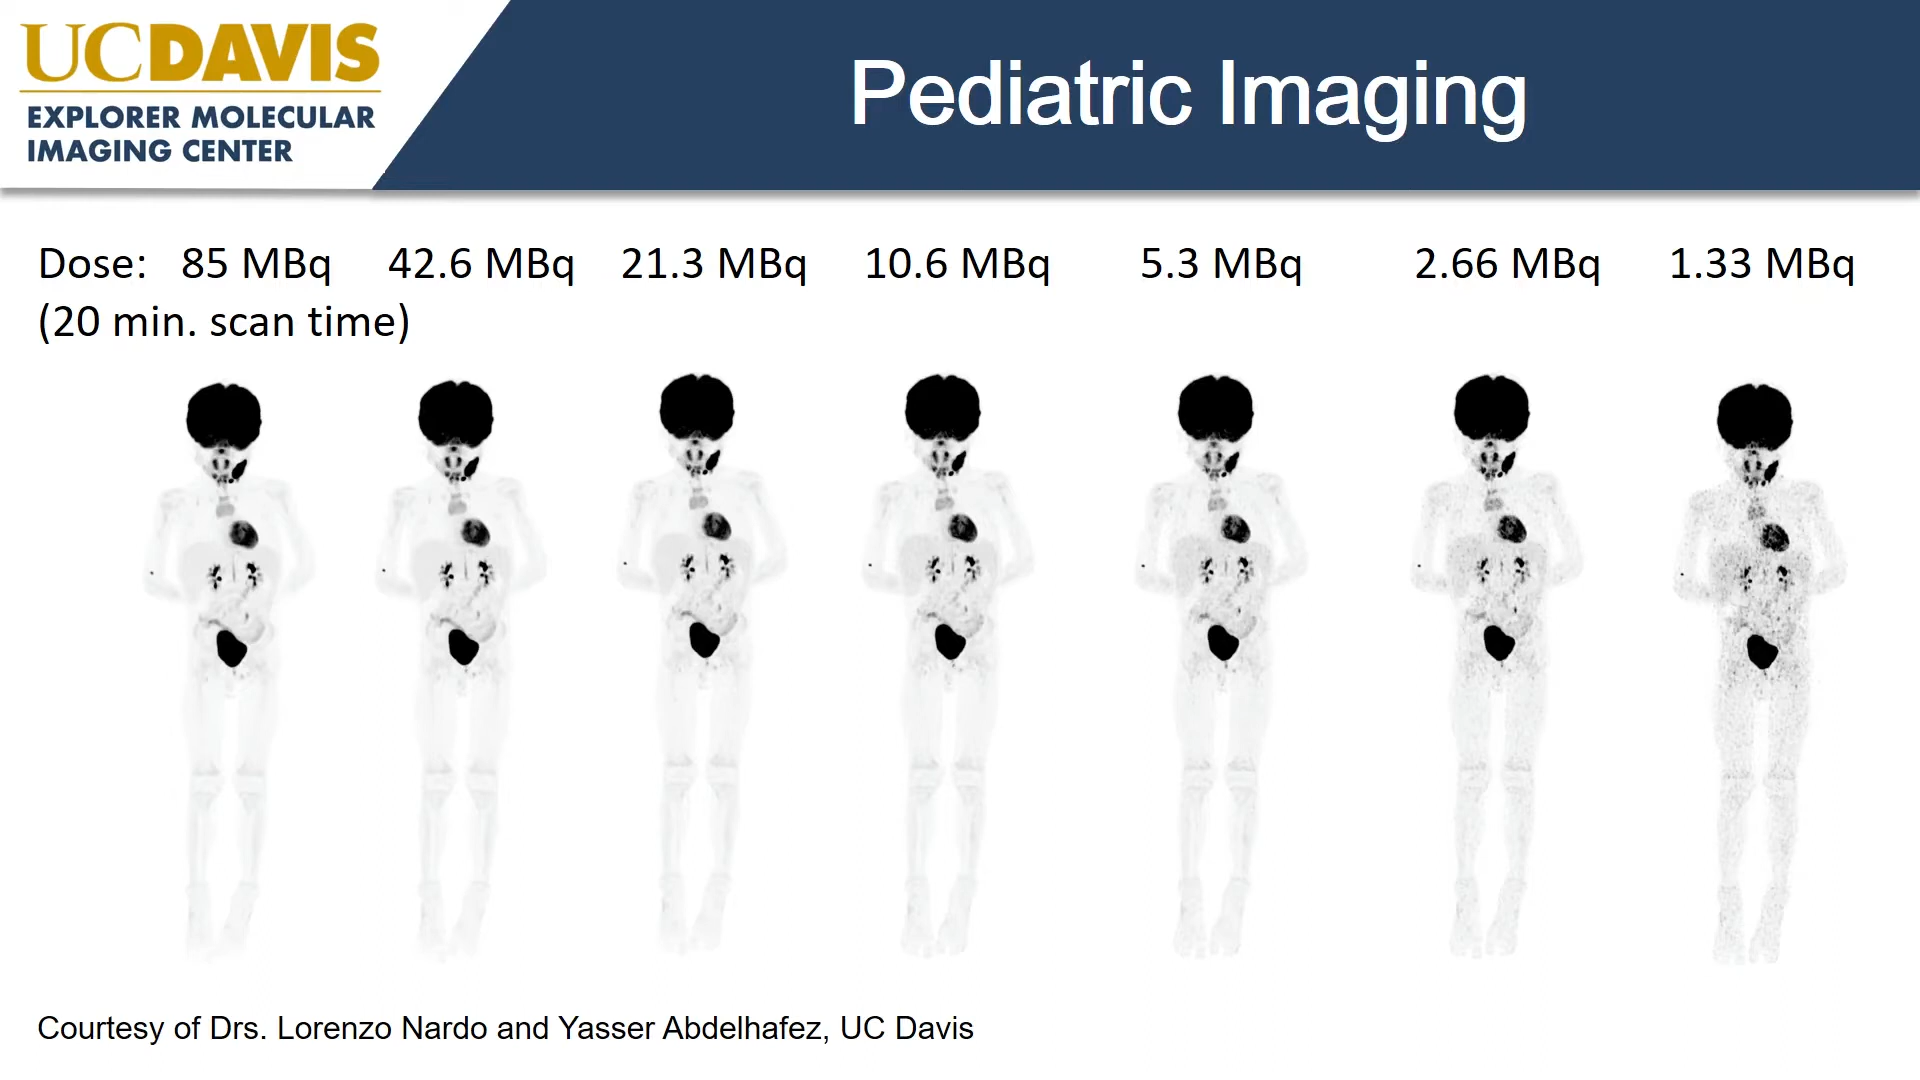 UCDAVIS
EXPLORER MOLECULAR
IMAGING CENTER
Pediatric Imaging
Dose: 85 MBq 42.6 MBq 21.3 MBq 10.6 MBq 5.3 MBq 2.66 MBq 1.33 MBq
(20 min. scan time)
Courtesy of Drs. Lorenzo Nardo and Yasser Abdelhafez, UC Davis